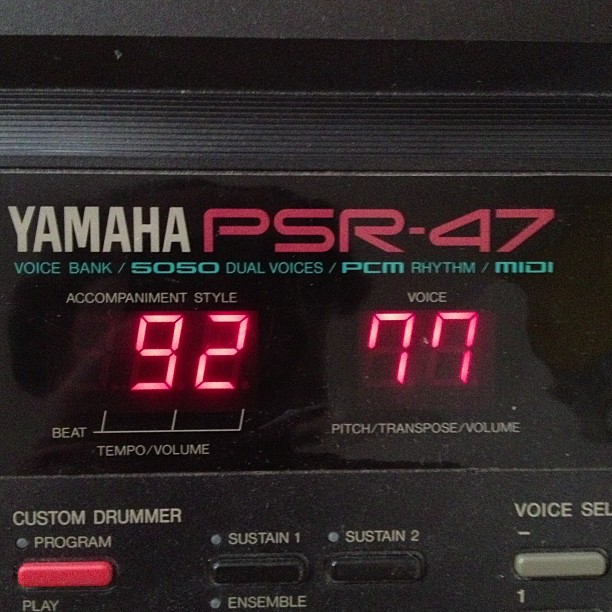 YAMAHA PSR-47
VOICE BANK / 5050 DUAL VOICES / PCM RHYTHM / MIDI
ACCOMPANIMENT STYLE VOICE
92 77
BEAT
TEMPO/VOLUME
PITCH/TRANSPOSE/VOLUME
CUSTOM DRUMMER
VOICE SEL
PROGRAM SUSTAIN 1 SUSTAIN 2 −
PLAY ENSEMBLE 1